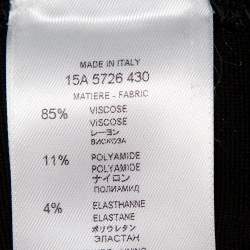 MADE IN ITALY
15A 5726 430
MATIERE - FABRIC
85% VISCOSE
VISCOSE
レーヨン
ВИСКОЗА
11% POLYAMIDE
POLYAMIDE
ナイロン
ПОЛИАМИД
4% ELASTHANNE
ELASTANE
ポリウレタン
ЭЛАСТАН